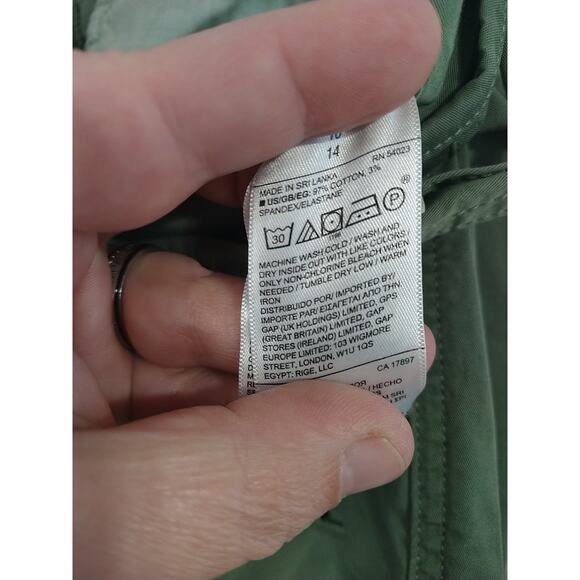 14
RN 54023
MADE IN SRI LANKA
■ US/GB/EG: 97% COTTON, 3%
SPANDEX/ELASTANE
30 P
MACHINE WASH COLD / WASH AND
DRY INSIDE OUT WITH LIKE COLORS /
ONLY NON-CHLORINE BLEACH WHEN
NEEDED / TUMBLE DRY LOW / WARM
IRON
DISTRIBUIDO POR/ IMPORTED BY/
IMPORTE PAR/ ΕΙΣΑΓΕΤΑΙ ΑΠΟ ΤΗΝ.
GAP (UK HOLDINGS) LIMITED, GPS
(GREAT BRITAIN) LIMITED, GAP
STORES (IRELAND) LIMITED, GAP
EUROPE LIMITED: 103 WIGMORE
STREET, LONDON, W1U 1QS
EGYPT: RIGE, LLC
CA 17897
/ HECHO